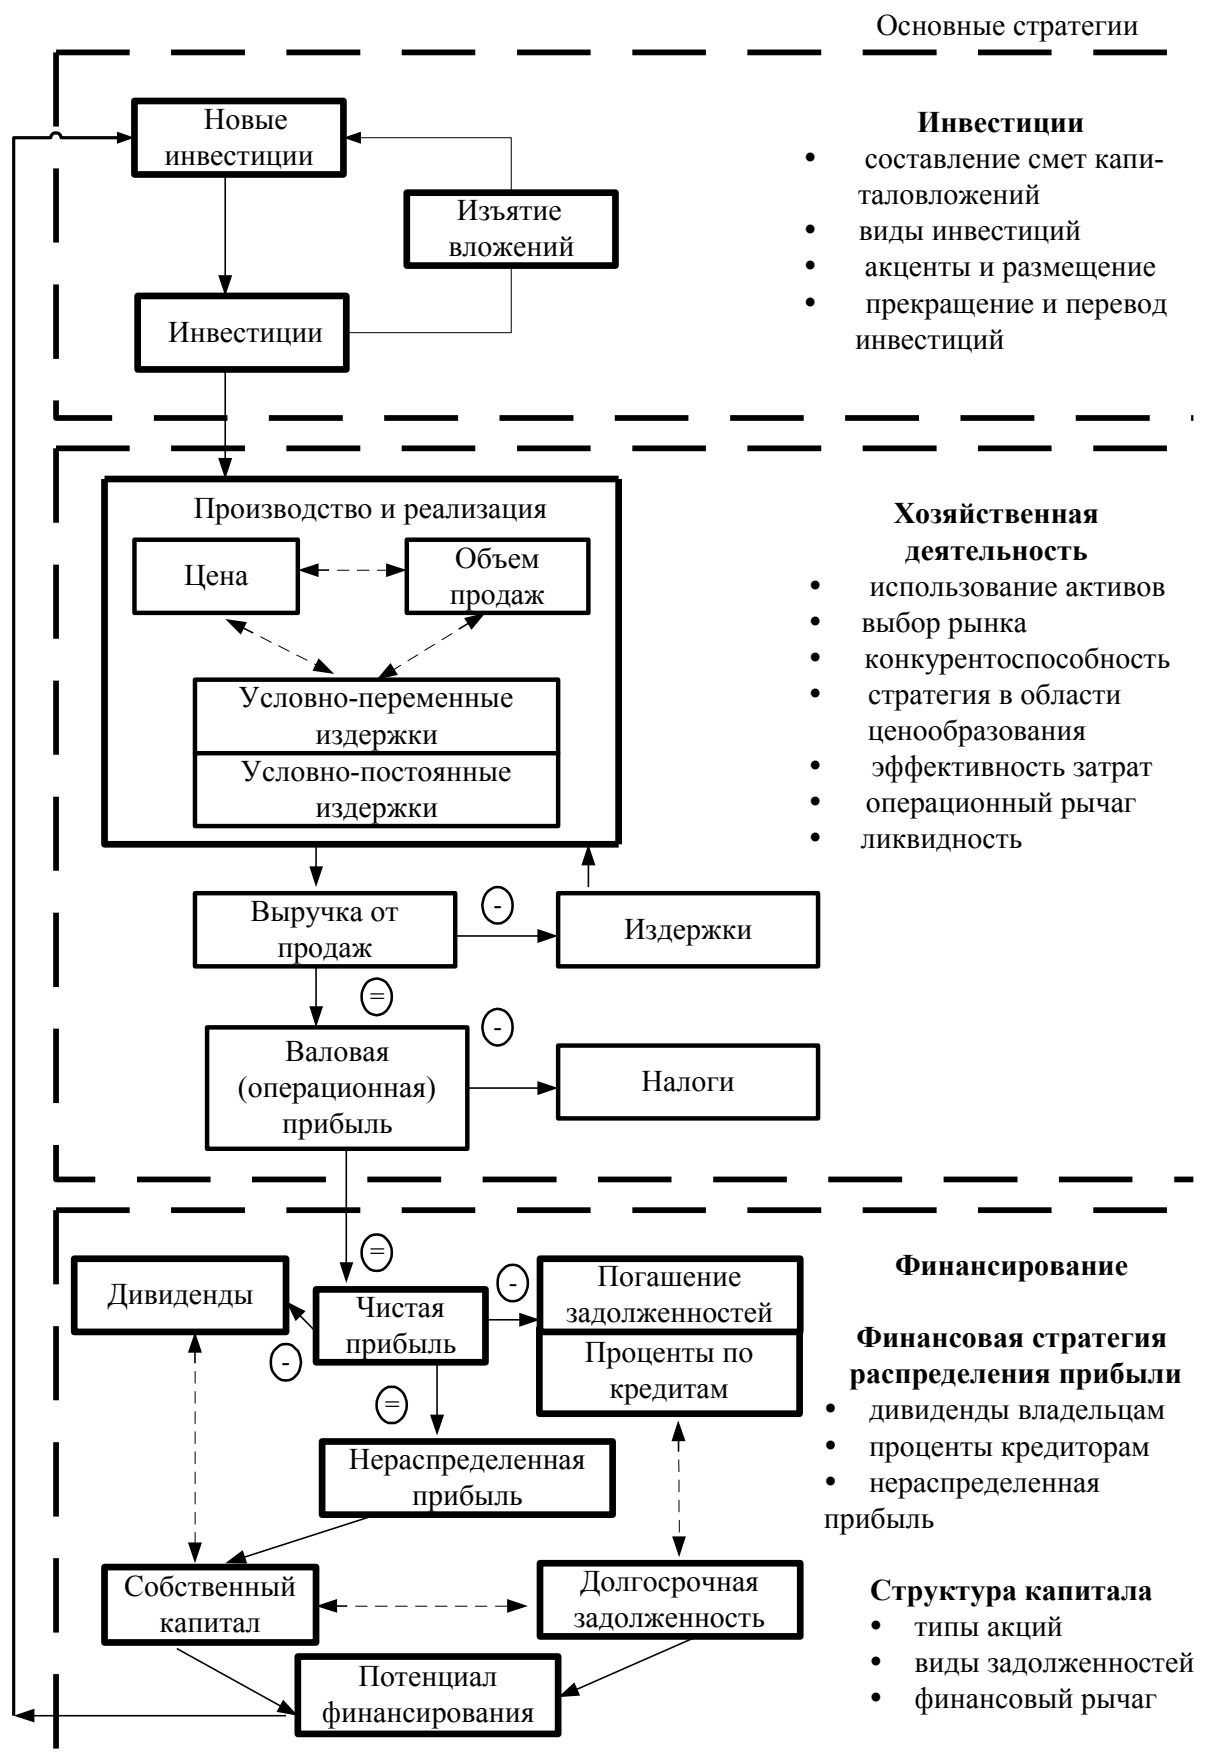 Основные стратегии
Новые
инвестиции
Изъятие
вложений
Инвестиции
Инвестиции
• составление смет капи-
таловложений
• виды инвестиций
• акценты и размещение
• прекращение и перевод
инвестиций
Производство и реализация
Цена
Объем
продаж
Условно-переменные
издержки
Условно-постоянные
издержки
Выручка от
продаж
-
Издержки
=
Валовая
(операционная)
прибыль
-
Налоги
Хозяйственная
деятельность
• использование активов
• выбор рынка
• конкурентоспособность
• стратегия в области
ценообразования
• эффективность затрат
• операционный рычаг
• ликвидность
=
Дивиденды
-
Чистая
прибыль
-
Погашение
задолженностей
Проценты по
кредитам
=
Нераспределенная
прибыль
Собственный
капитал
Долгосрочная
задолженность
Потенциал
финансирования
Финансирование
Финансовая стратегия
распределения прибыли
• дивиденды владельцам
• проценты кредиторам
• нераспределенная
прибыль
Структура капитала
• типы акций
• виды задолженностей
• финансовый рычаг